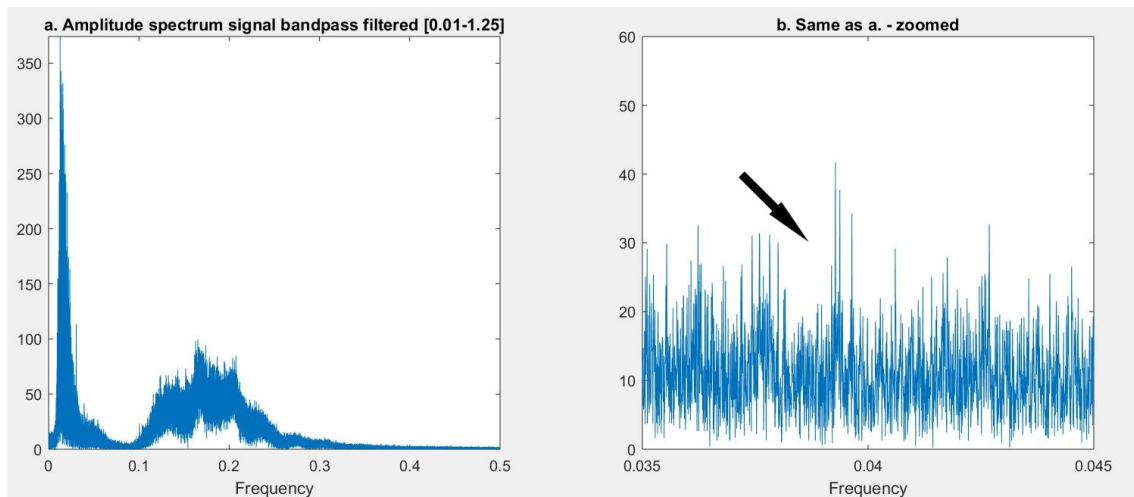 a. Amplitude spectrum signal bandpass filtered [0.01-1.25]
350
300
250
200
150
100
50
0
0 0.1 0.2 0.3 0.4 0.5
Frequency
b. Same as a. - zoomed
60
50
40
30
20
10
0
0.035 0.04 0.045
Frequency